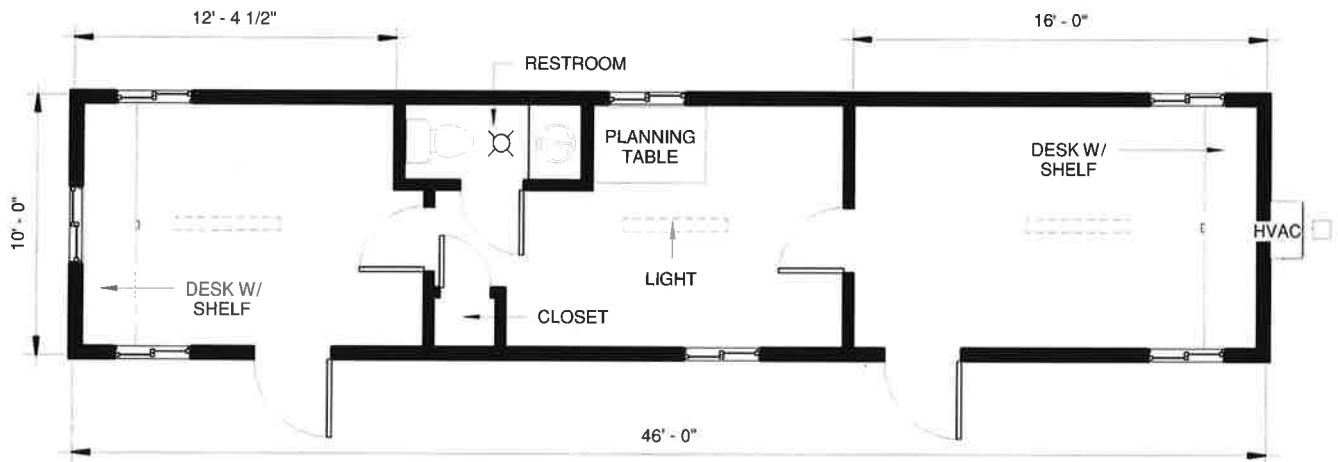 12' - 4 1/2"
16' - 0"
RESTROOM
PLANNING
TABLE
DESK W/
SHELF
10' - 0"
HVAC
LIGHT
DESK W/
SHELF
CLOSET
46' - 0"